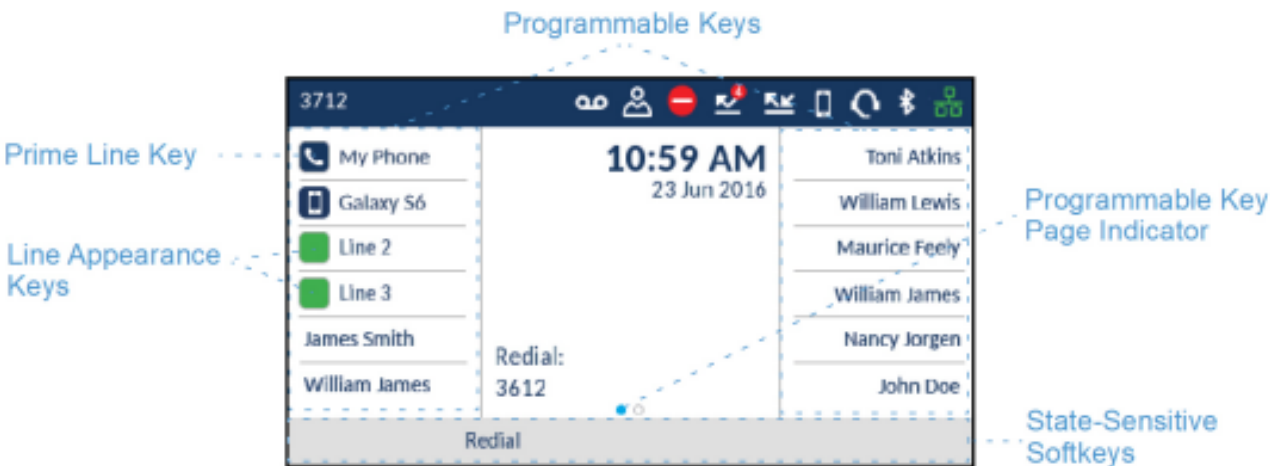 Programmable Keys
3712
4
Prime Line Key
My Phone
Galaxy S6
Line Appearance
Keys
Line 2
Line 3
James Smith
William James
10:59 AM
23 Jun 2016
Redial:
3612
Toni Atkins
William Lewis
Maurice Feely
William James
Nancy Jorgen
John Doe
Programmable Key
Page Indicator
Redial
State-Sensitive
Softkeys